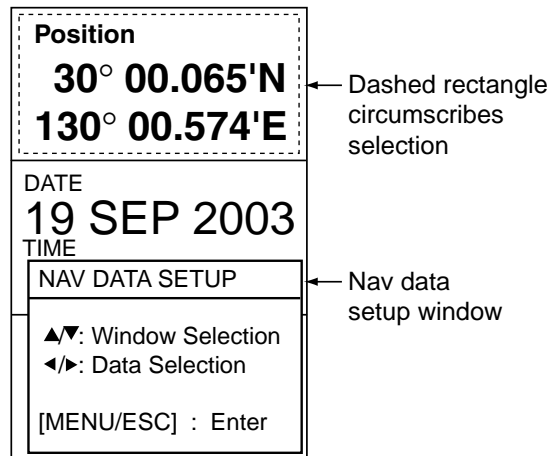 Position
30° 00.065'N
130° 00.574'E
Dashed rectangle
circumscribes
selection
DATE
19 SEP 2003
TIME
NAV DATA SETUP
Nav data
setup window
▲/▼: Window Selection
◄/►: Data Selection
[MENU/ESC] : Enter